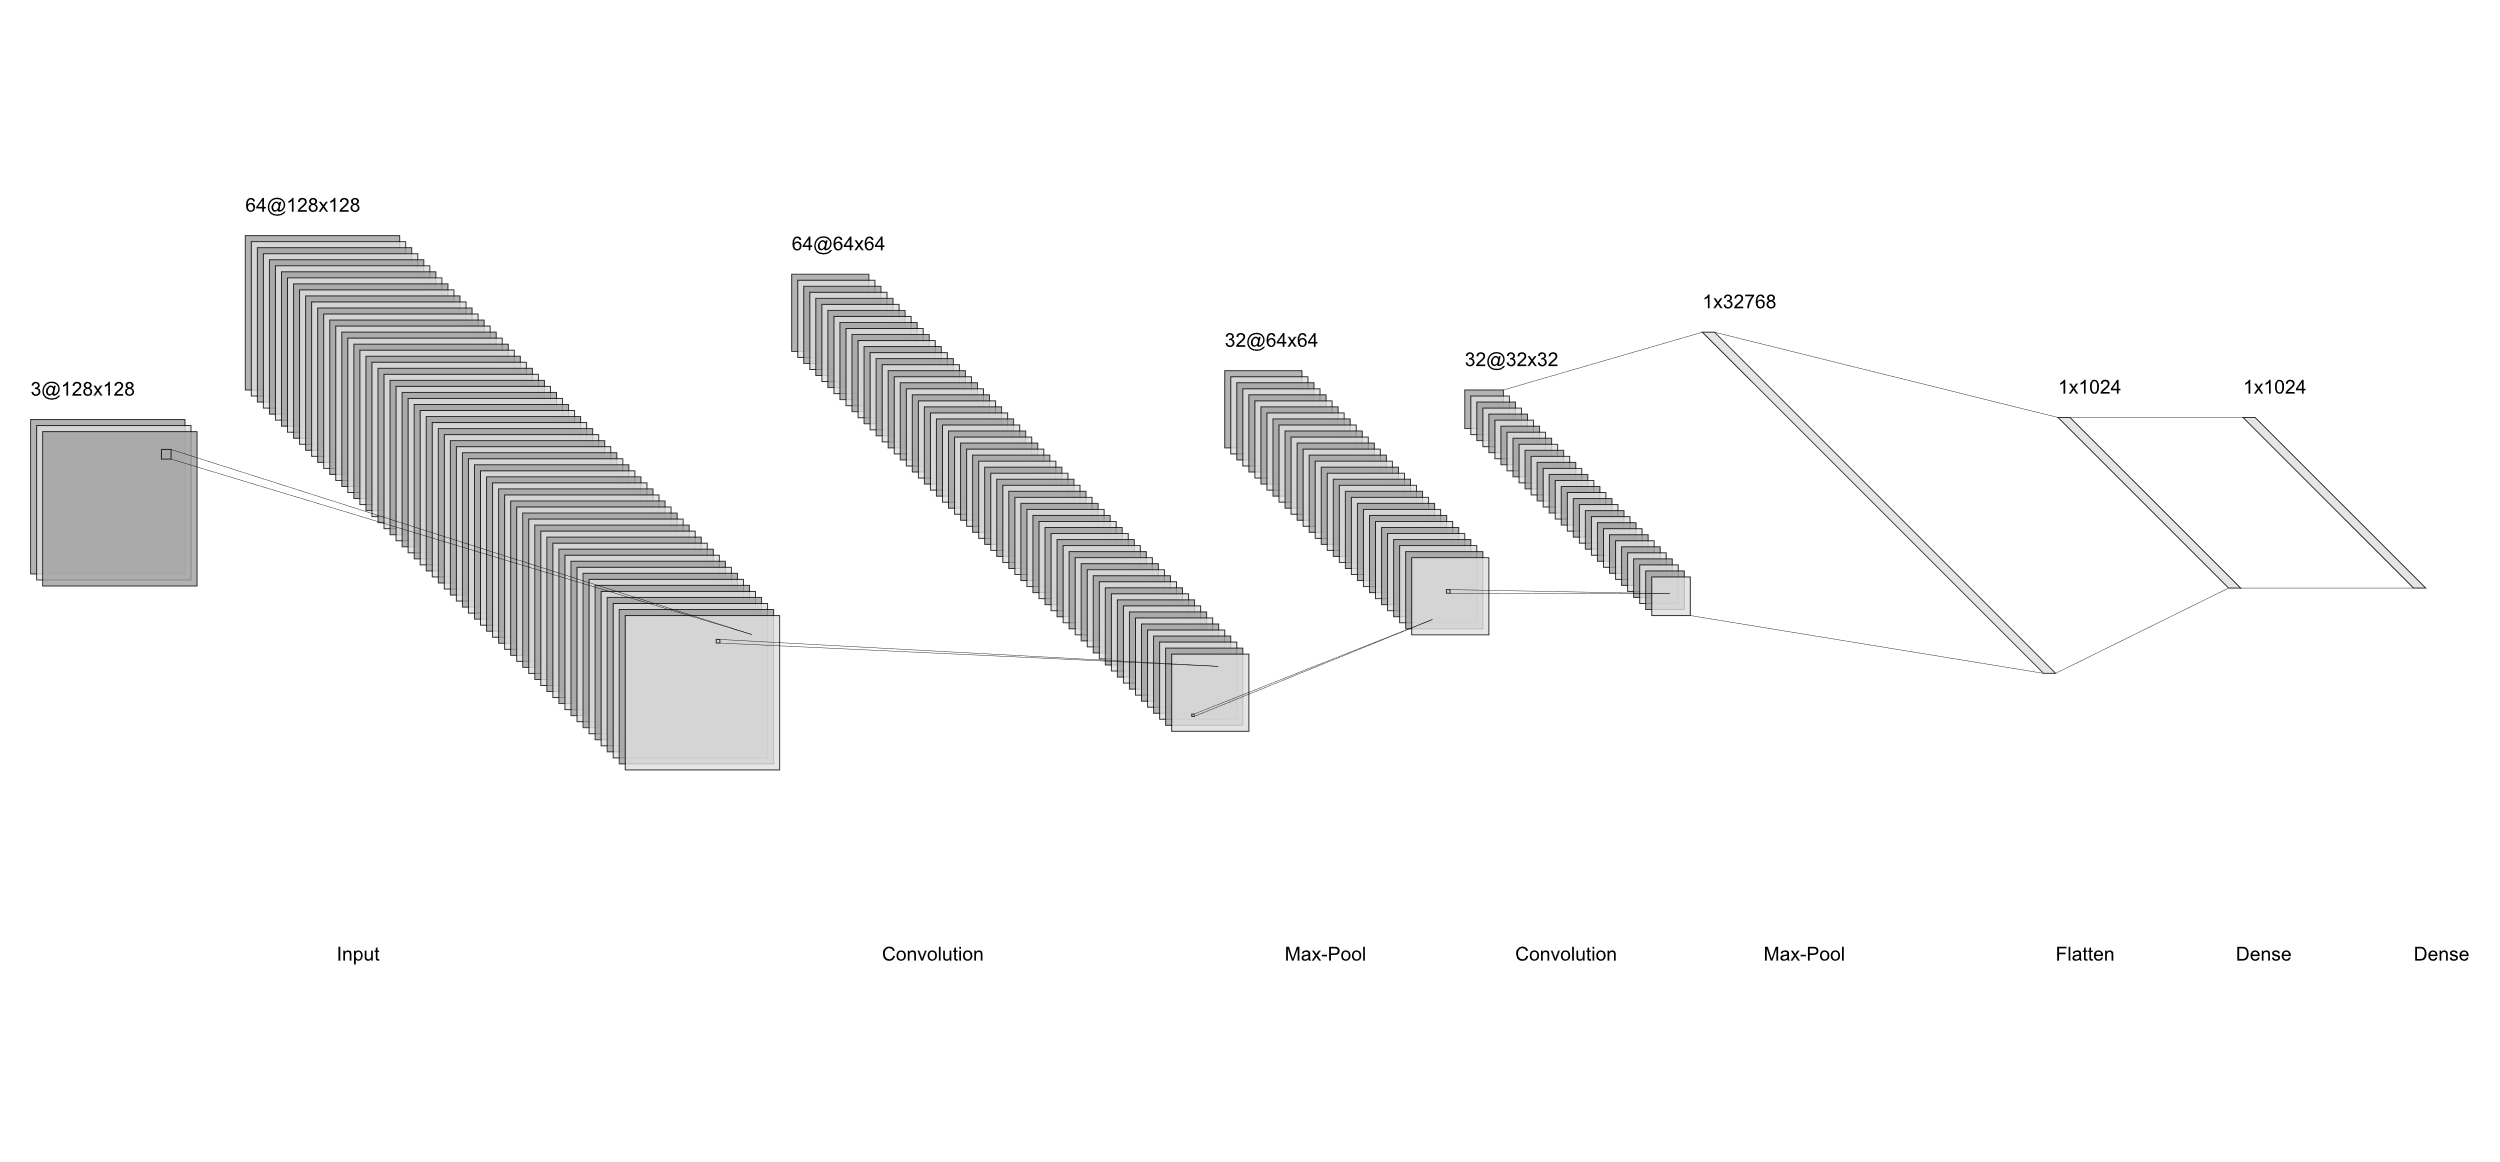 64@128x128
64@64x64
1x32768
32@64x64
32@32x32
3@128x128
1x1024
1x1024
Input
Convolution
Max-Pool
Convolution
Max-Pool
Flatten
Dense
Dense